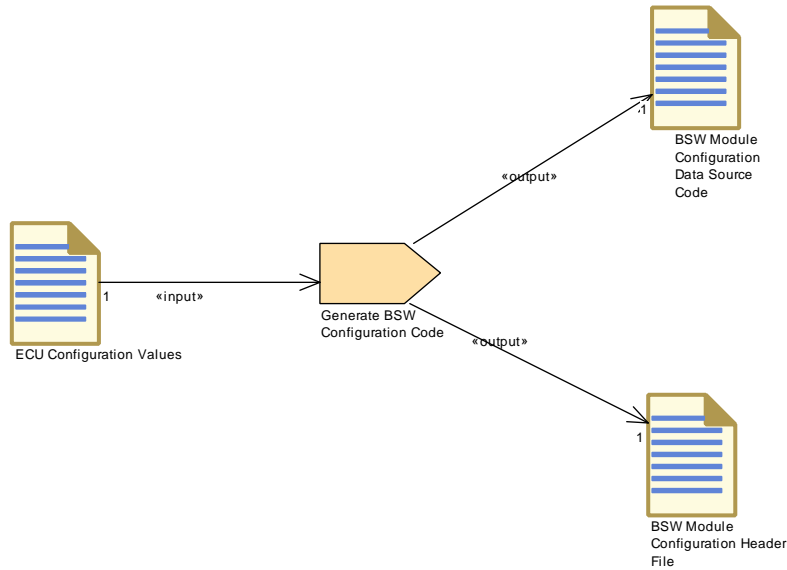 1
BSW Module
Configuration
Data Source
Code
«output»
1
«input»
Generate BSW
Configuration Code
ECU Configuration Values
«output»
1
BSW Module
Configuration Header
File